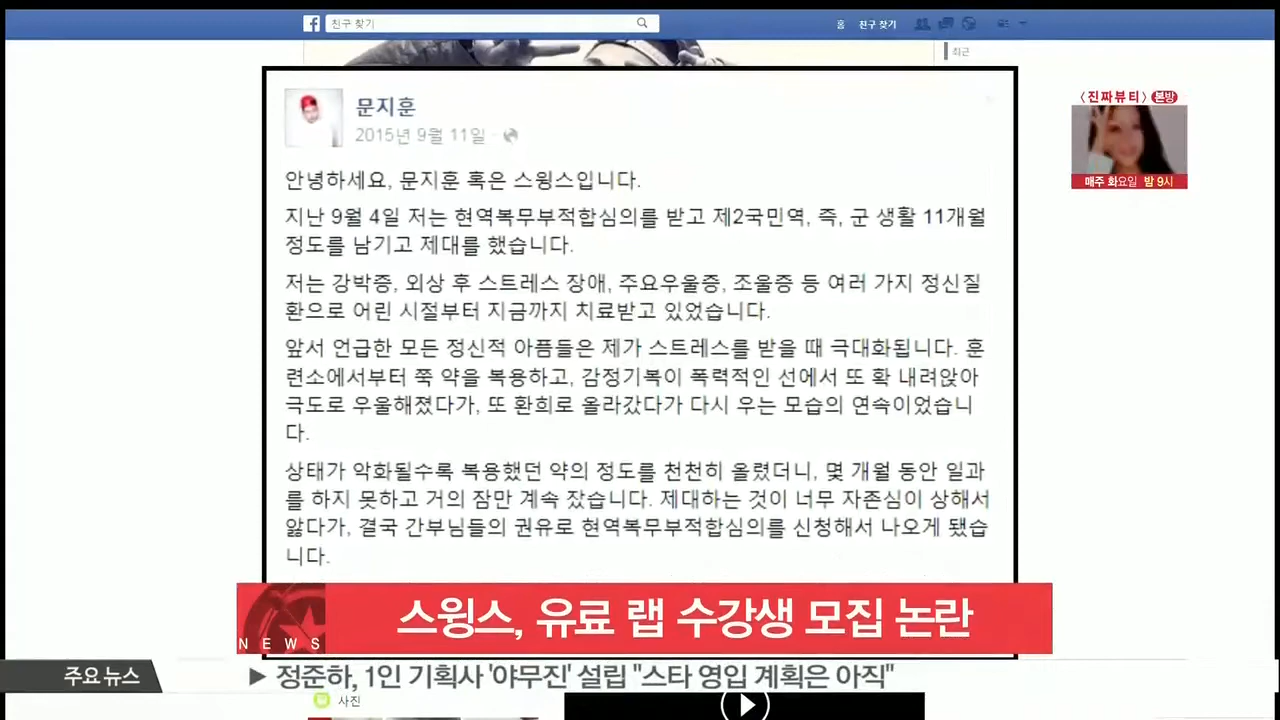 친구 찾기
홈 친구 찾기
최근
<진짜뷰티> 본방
매주 화요일 밤 9시
문지훈
2015년 9월 11일
안녕하세요, 문지훈 혹은 스윙스입니다.
지난 9월 4일 저는 현역복무부적합심의를 받고 제2국민역, 즉, 군 생활 11개월
정도를 남기고 제대를 했습니다.
저는 강박증, 외상 후 스트레스 장애, 주요우울증, 조울증 등 여러 가지 정신질
환으로 어린 시절부터 지금까지 치료받고 있었습니다.
앞서 언급한 모든 정신적 아픔들은 제가 스트레스를 받을 때 극대화됩니다. 훈
련소에서부터 쭉 약을 복용하고, 감정기복이 폭력적인 선에서 또 확 내려앉아
극도로 우울해졌다가, 또 환희로 올라갔다가 다시 우는 모습의 연속이었습니
다.
상태가 악화될수록 복용했던 약의 정도를 천천히 올렸더니, 몇 개월 동안 일과
를 하지 못하고 거의 잠만 계속 잤습니다. 제대하는 것이 너무 자존심이 상해서
앓다가, 결국 간부님들의 권유로 현역복무부적합심의를 신청해서 나오게 됐습
니다.
NEWS
스윙스, 유료 랩 수강생 모집 논란
주요 뉴스
▶ 정준하, 1인 기획사 '야무진' 설립 "스타 영입 계획은 아직"
사진